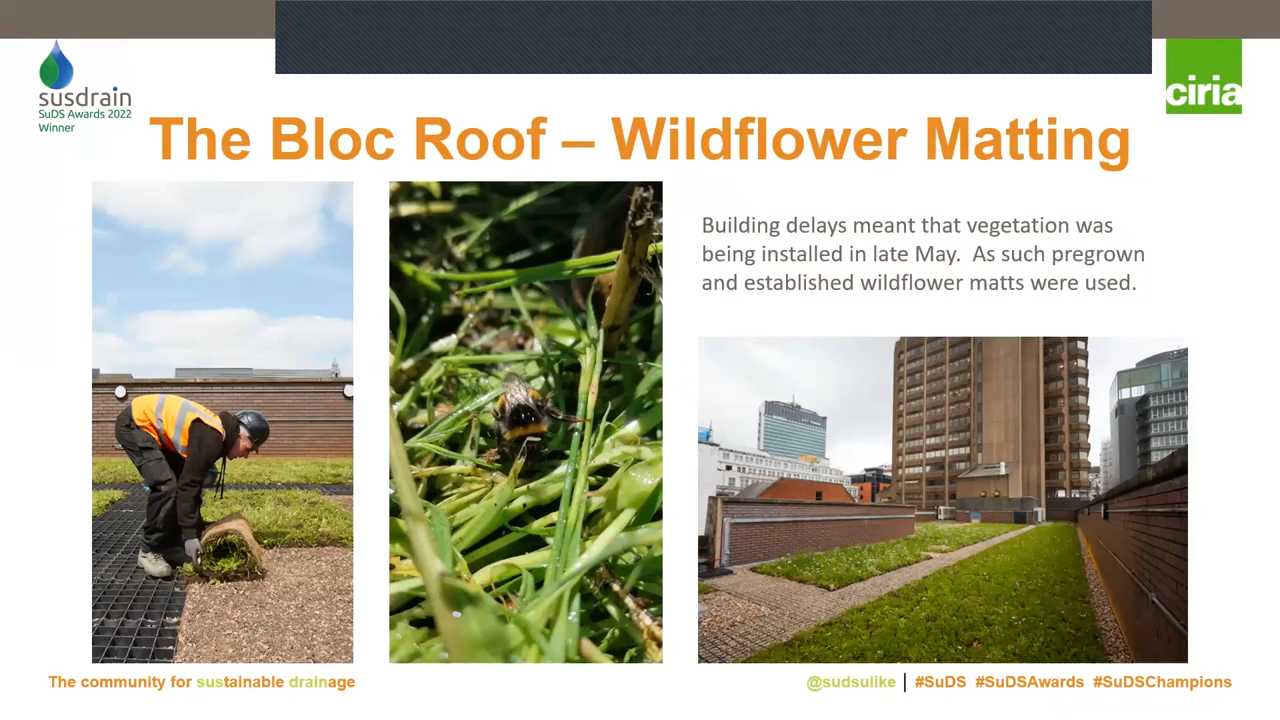 susdrain
SuDS Awards 2022
Winner
ciria
The Bloc Roof – Wildflower Matting
Building delays meant that vegetation was
being installed in late May.  As such pregrown
and established wildflower matts were used.
The community for sustainable drainage
@sudsulike | #SuDS #SuDSAwards #SuDSChampions